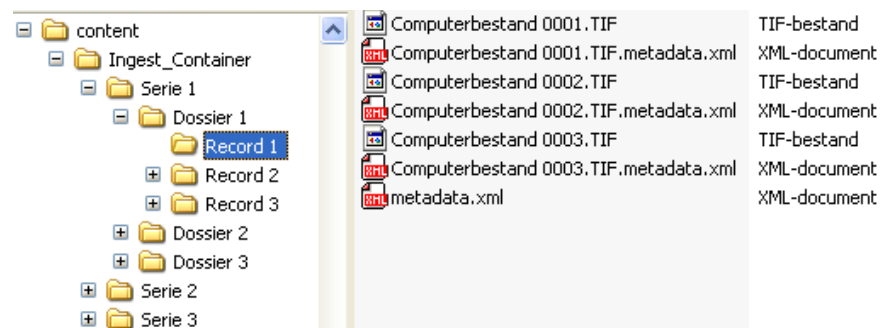 content
Ingest_Container
Serie 1
Dossier 1
Record 1
Record 2
Record 3
Dossier 2
Dossier 3
Serie 2
Serie 3
Computerbestand 0001.TIF TIF-bestand
Computerbestand 0001.TIF.metadata.xml XML-document
Computerbestand 0002.TIF TIF-bestand
Computerbestand 0002.TIF.metadata.xml XML-document
Computerbestand 0003.TIF TIF-bestand
Computerbestand 0003.TIF.metadata.xml XML-document
metadata.xml XML-document